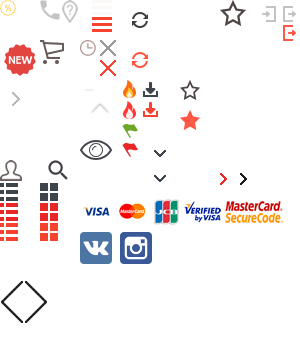 %
?
NEW
VISA
MasterCard
JCB
VERIFIED
by VISA
MasterCard.
SecureCode.